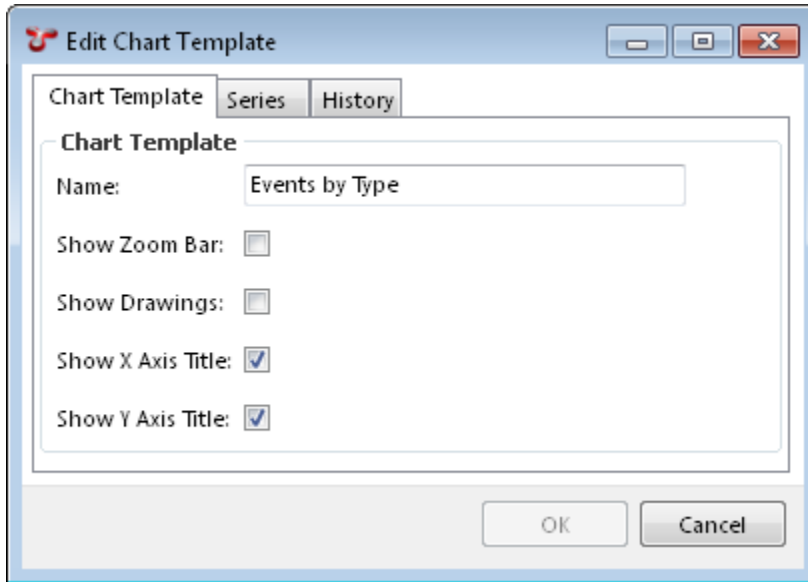 Edit Chart Template
Chart Template Series History
Chart Template
Name: Events by Type
Show Zoom Bar:
Show Drawings:
Show X Axis Title:
Show Y Axis Title:
OK Cancel